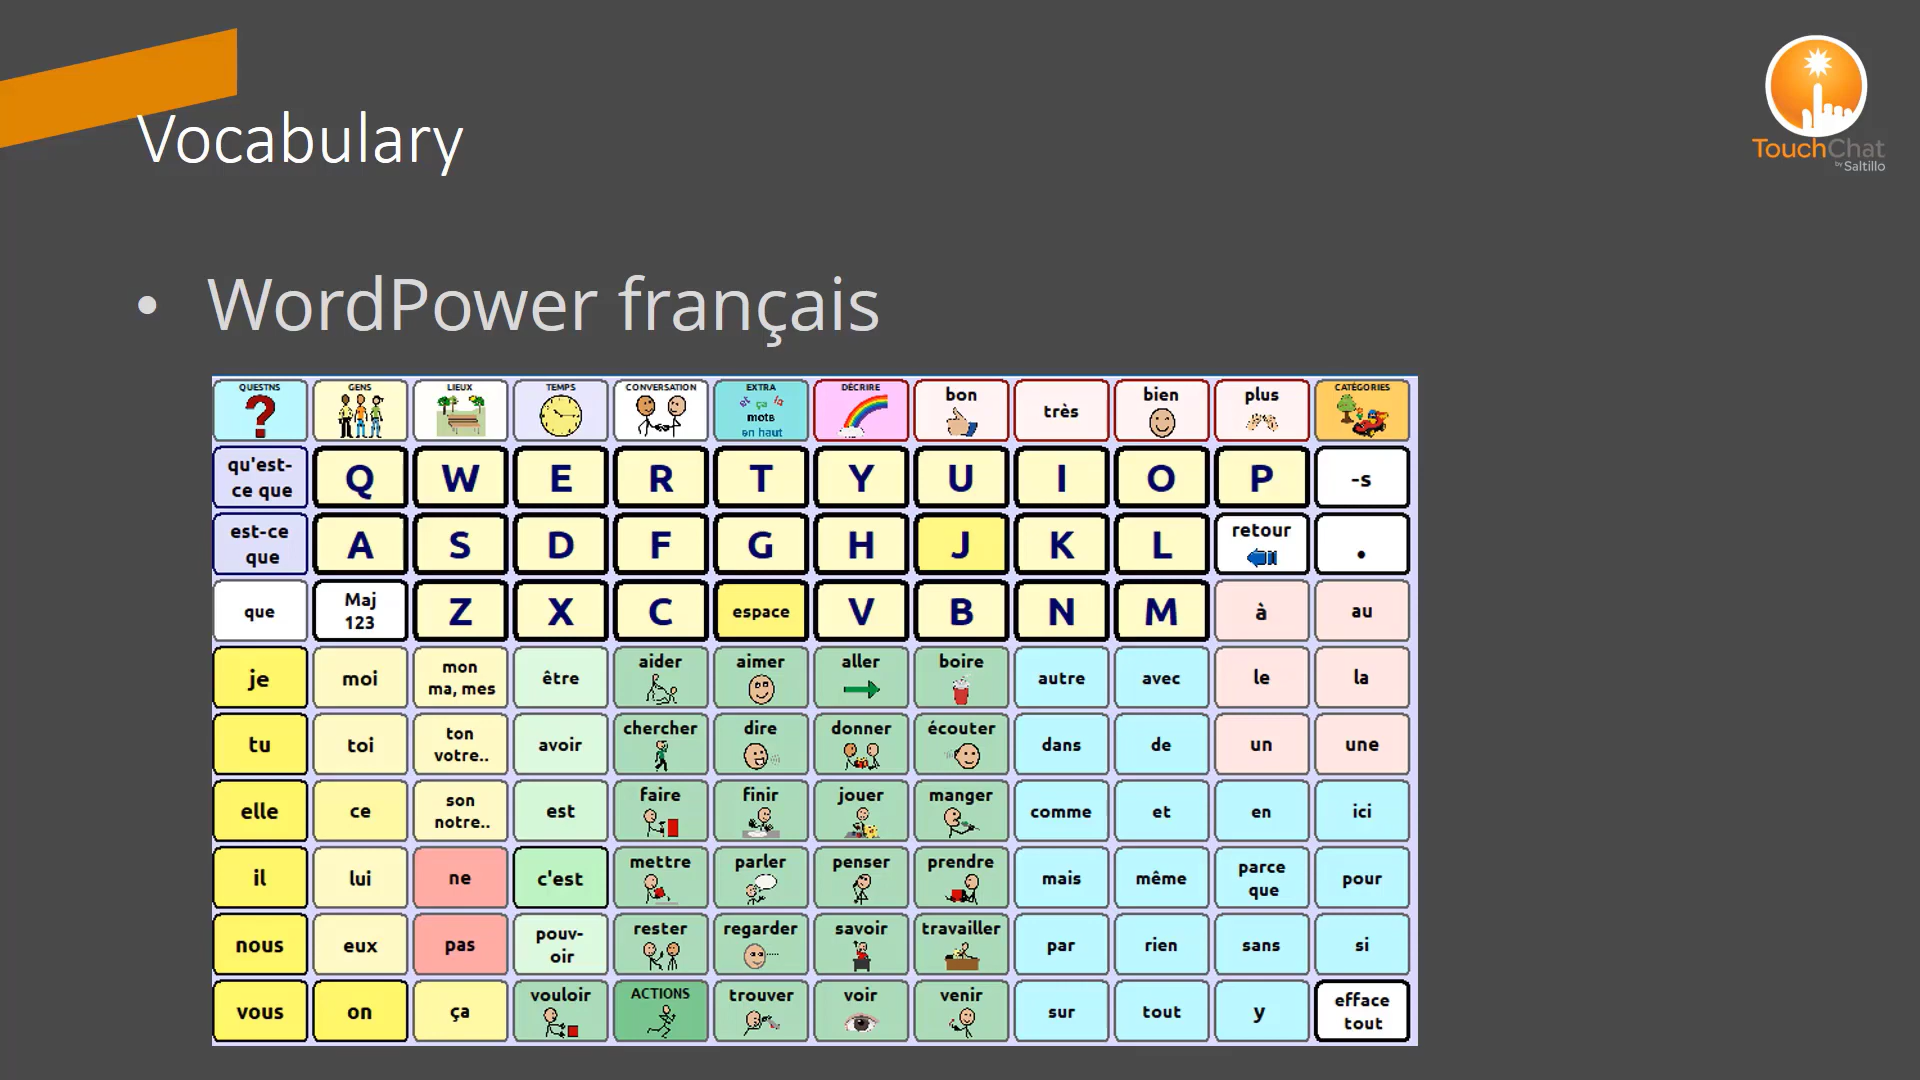 TouchChat
by Saltillo
Vocabulary
• WordPower français
QUESTNS GENS LIEUX TEMPS CONVERSATION EXTRA mots en haut DÉCRIRE bon très bien plus CATÉGORIES
qu'est-ce que Q W E R T Y U I O P -s
est-ce que A S D F G H J K L retour .
que Maj 123 Z X C espace V B N M à au
je moi mon ma, mes être aider aimer aller boire autre avec le la
tu toi ton votre.. avoir chercher dire donner écouter dans de un une
elle ce son notre.. est faire finir jouer manger comme et en ici
il lui ne c'est mettre parler penser prendre mais même parce que pour
nous eux pas pouv-oir rester regarder savoir travailler par rien sans si
vous on ça vouloir ACTIONS trouver voir venir sur tout y efface tout